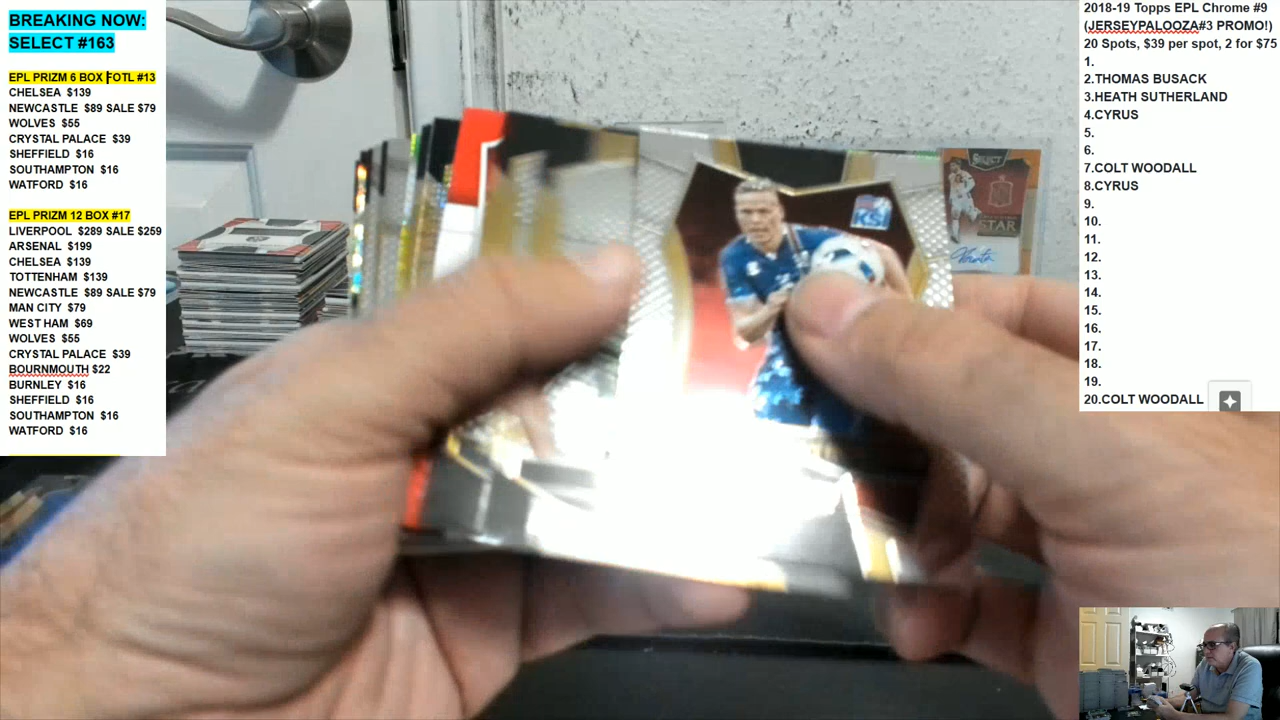 BREAKING NOW:
SELECT #163
EPL PRIZM 6 BOX FOTL #13
CHELSEA $139
NEWCASTLE $89 SALE $79
WOLVES $55
CRYSTAL PALACE $39
SHEFFIELD $16
SOUTHAMPTON $16
WATFORD $16
EPL PRIZM 12 BOX #17
LIVERPOOL $289 SALE $259
ARSENAL $199
CHELSEA $139
TOTTENHAM $139
NEWCASTLE $89 SALE $79
MAN CITY $79
WEST HAM $69
WOLVES $55
CRYSTAL PALACE $39
BOURNMOUTH $22
BURNLEY $16
SHEFFIELD $16
SOUTHAMPTON $16
WATFORD $16
KSÍ
SELECT
STAR
2018-19 Topps EPL Chrome #9
(JERSEYPALOOZA#3 PROMO!)
20 Spots, $39 per spot, 2 for $75
1.
2.THOMAS BUSACK
3.HEATH SUTHERLAND
4.CYRUS
5.
6.
7.COLT WOODALL
8.CYRUS
9.
10.
11.
12.
13.
14.
15.
16.
17.
18.
19.
20.COLT WOODALL